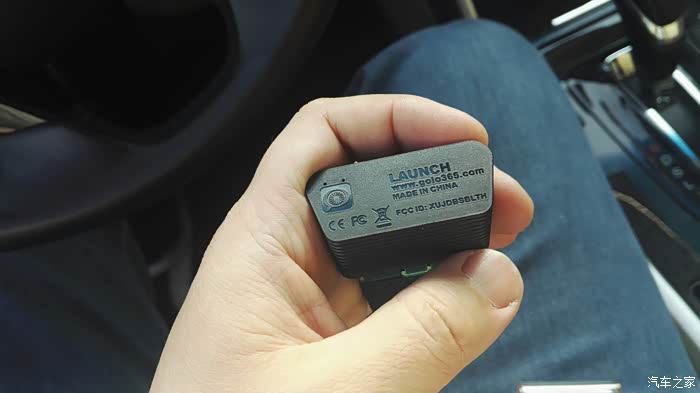 LAUNCH
www.golo365.com
MADE IN CHINA
CE FC FCC ID: XUJDBSBLTH
汽车之家